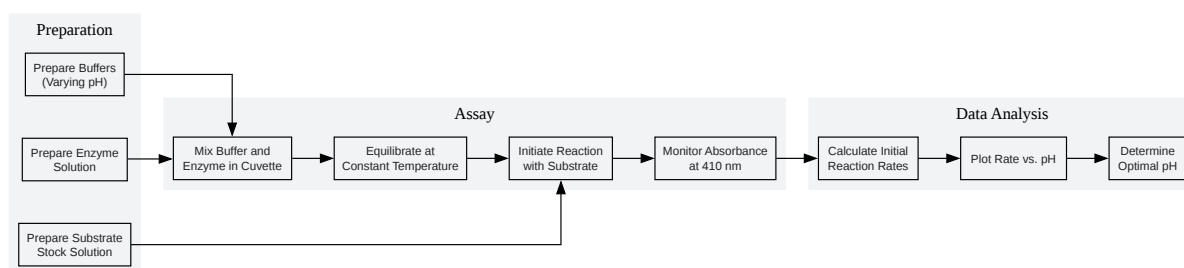 Preparation
Prepare Buffers
(Varying pH)
Prepare Enzyme
Solution
Prepare Substrate
Stock Solution
Assay
Mix Buffer and
Enzyme in Cuvette
Equilibrate at
Constant Temperature
Initiate Reaction
with Substrate
Monitor Absorbance
at 410 nm
Data Analysis
Calculate Initial
Reaction Rates
Plot Rate vs. pH
Determine
Optimal pH